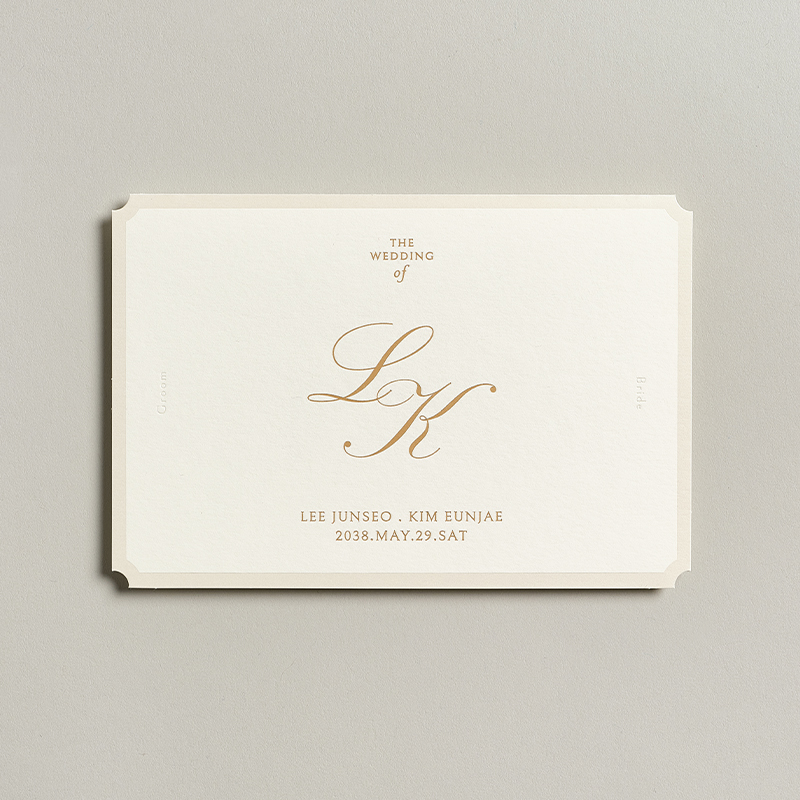 THE
WEDDING
of
Groom
Bride
LK
LEE JUNSEO . KIM EUNJAE
2038.MAY.29.SAT